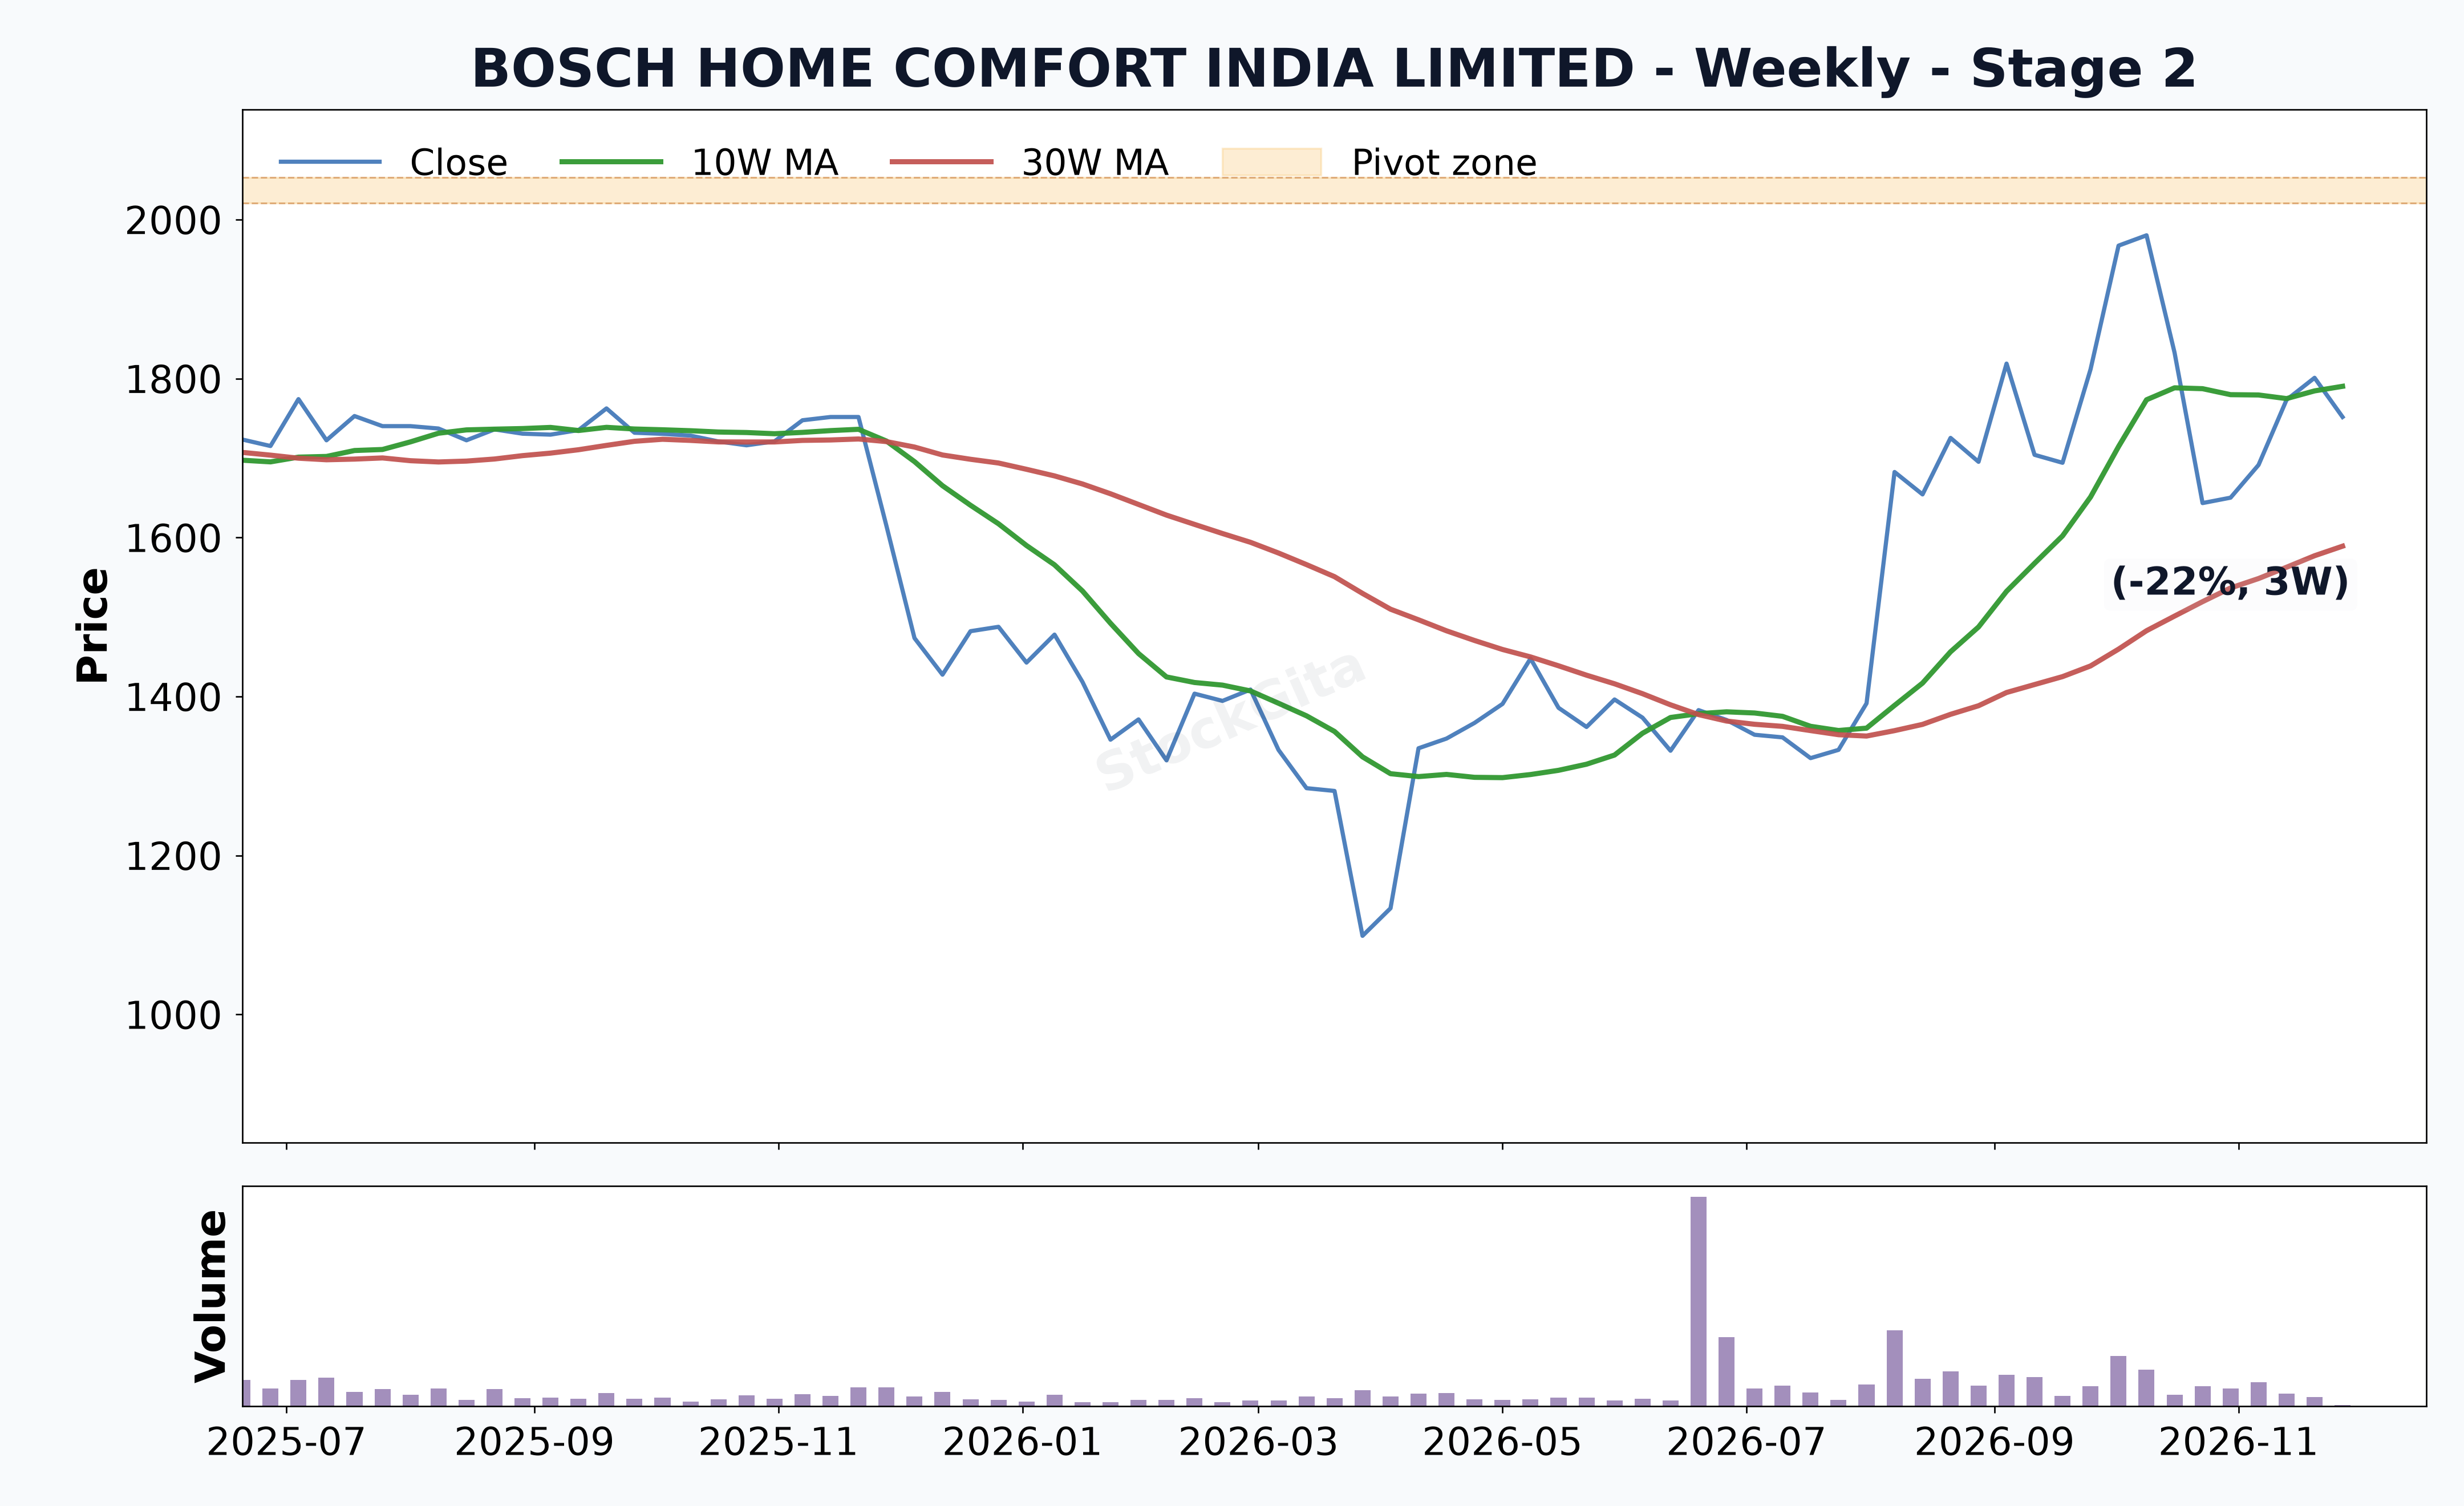 BOSCH HOME COMFORT INDIA LIMITED - Weekly - Stage 2
Close 10W MA 30W MA Pivot zone
2000
1800
1600
1400
1200
1000
Price
(-22%, 3W)
StockGita
Volume
2025-07 2025-09 2025-11 2026-01 2026-03 2026-05 2026-07 2026-09 2026-11